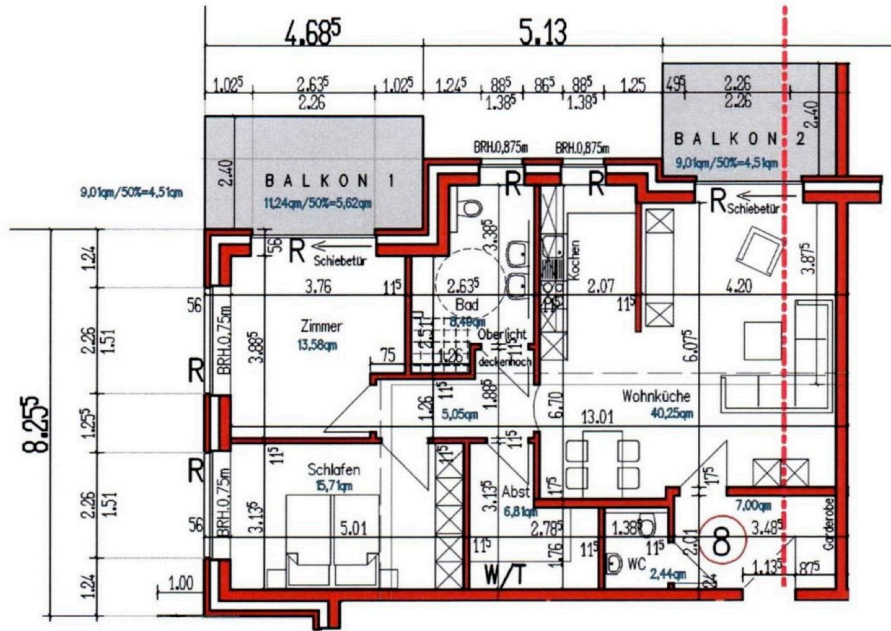 4.68⁵ 5.13
1.02⁵ 2.63⁵ 1.02⁵ 1.24⁵ 88⁵ 86⁵ 88⁵ 1.25 49⁵ 2.26
2.26 1.38⁵ 1.38⁵ 2.26
BRH.0,875m BRH.0,875m
2.40
BALKON 2
9,01qm/50%=4,51qm
2.40
BALKON 1
9,01qm/50%=4,51qm
11,24qm/50%=5,62qm
R R
R Schiebetür
R Schiebetür
56
1.24
3.38⁵
Kochen
3.87⁵
3.76 11⁵ 2.63⁵ 2.07 4.20
Bad
8,49qm
11⁵ 11⁵
56
Zimmer
13,58qm
BRH.0,75m
2.26
1.51
3.88⁵
2.51
Oberlicht
deckenhoch
11⁵
6.07⁵
75 1.26
R
11⁵
1.88⁵
Wohnküche
40,25qm
6.70
1.26
5,05qm
13.01
8.25⁵
1.25⁵
11⁵ 11⁵ 11⁵
R
Schlafen
15,71qm
BRH.0,75m
2.26
1.51
3.13⁵
3.13⁵
Abst
6,81qm
17⁵ 17⁵
7,00qm
56
5.01 2.78⁵ 1.38⁵ 8 3.48⁵
Garderobe
2.01
11⁵ 1.76 11⁵ 11⁵
WC
2,44qm
W/T
1.13⁵ 87⁵
24
1.24
1.00